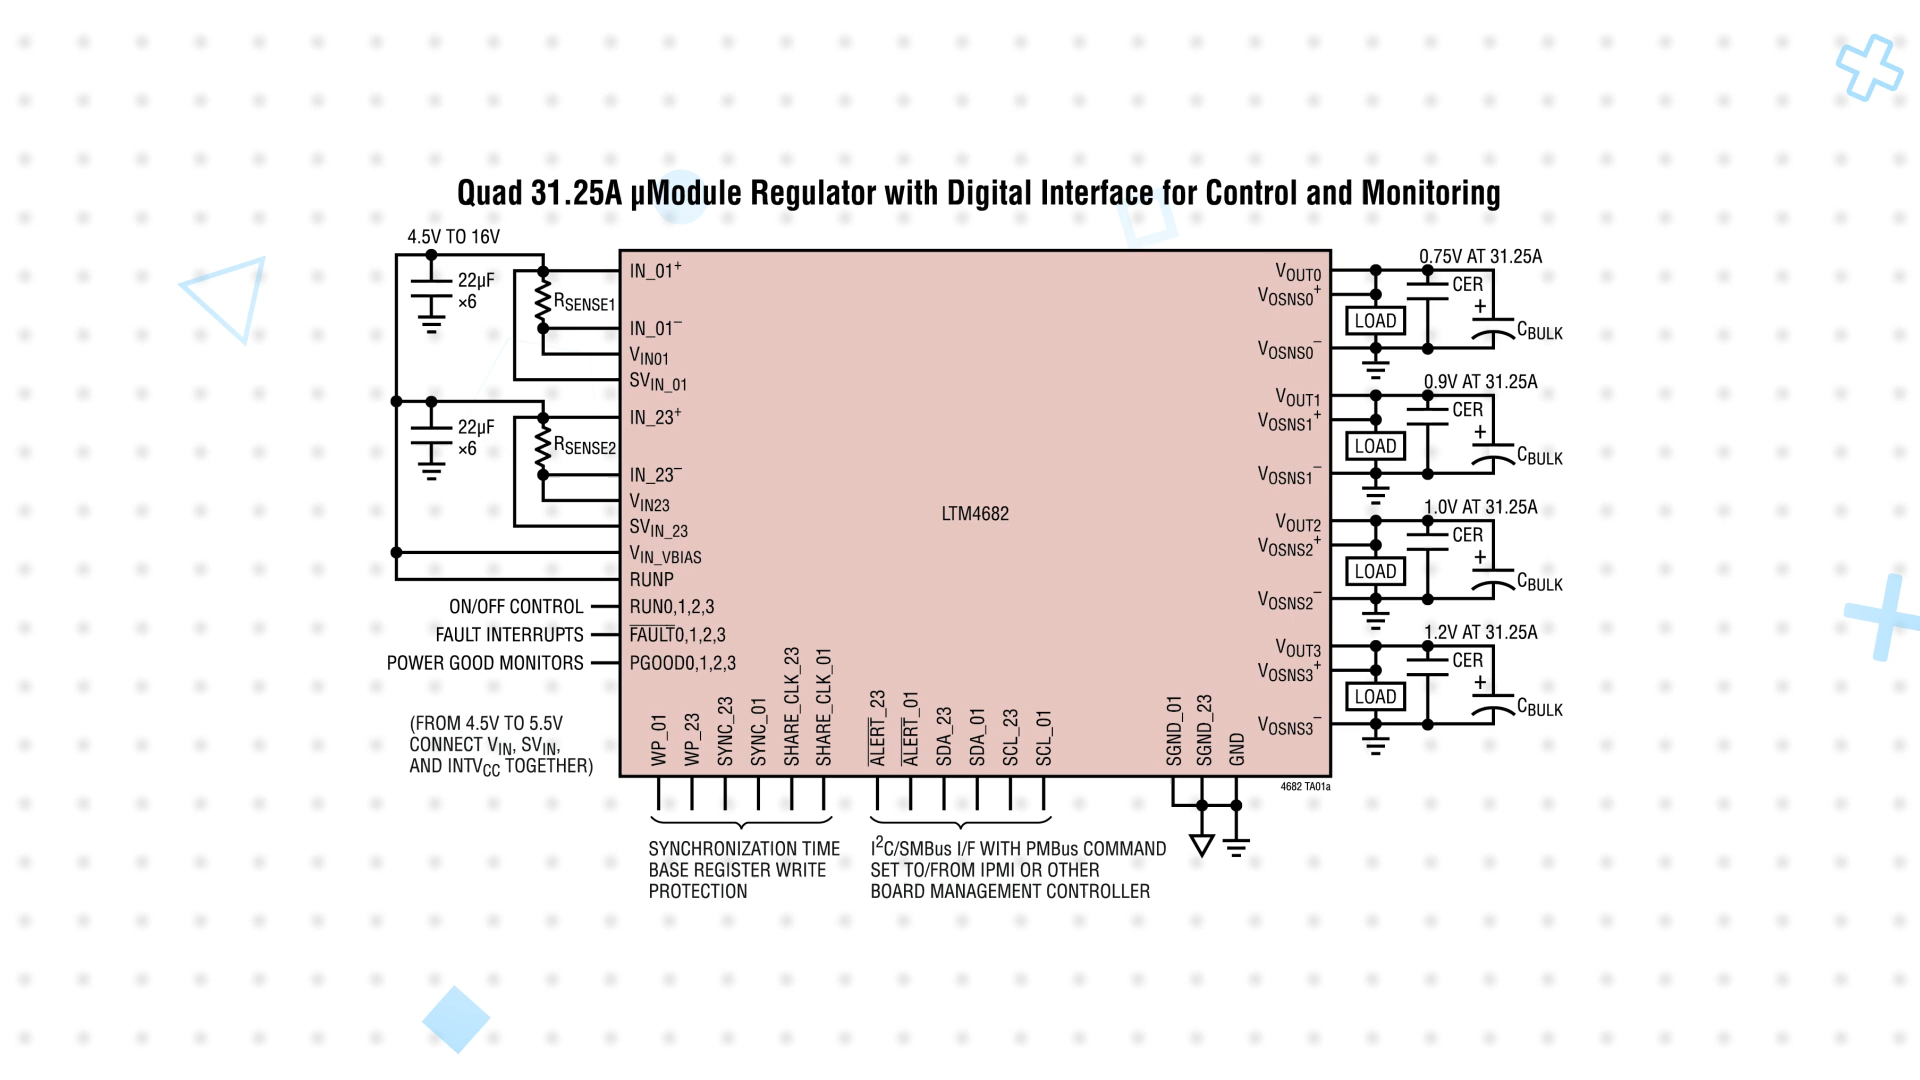 Quad 31.25A µModule Regulator with Digital Interface for Control and Monitoring
4.5V TO 16V
22µF
×6
RSENSE1
22µF
×6
RSENSE2
ON/OFF CONTROL
FAULT INTERRUPTS
POWER GOOD MONITORS
(FROM 4.5V TO 5.5V
CONNECT VIN, SVIN,
AND INTVCC TOGETHER)
IN_01+
IN_01–
VIN01
SVIN_01
IN_23+
IN_23–
VIN23
SVIN_23
VIN_VBIAS
RUNP
RUN0,1,2,3
FAULT0,1,2,3
PGOOD0,1,2,3
LTM4682
WP_01
WP_23
SYNC_23
SYNC_01
SHARE_CLK_23
SHARE_CLK_01
ALERT_23
ALERT_01
SDA_23
SDA_01
SCL_23
SCL_01
SGND_01
SGND_23
GND
VOUT0
VOSNS0+
VOSNS0–
VOUT1
VOSNS1+
VOSNS1–
VOUT2
VOSNS2+
VOSNS2–
VOUT3
VOSNS3+
VOSNS3–
0.75V AT 31.25A
CER
LOAD
+
CBULK
0.9V AT 31.25A
CER
LOAD
+
CBULK
1.0V AT 31.25A
CER
LOAD
+
CBULK
1.2V AT 31.25A
CER
LOAD
+
CBULK
4682 TA01a
SYNCHRONIZATION TIME
BASE REGISTER WRITE
PROTECTION
I2C/SMBus I/F WITH PMBus COMMAND
SET TO/FROM IPMI OR OTHER
BOARD MANAGEMENT CONTROLLER